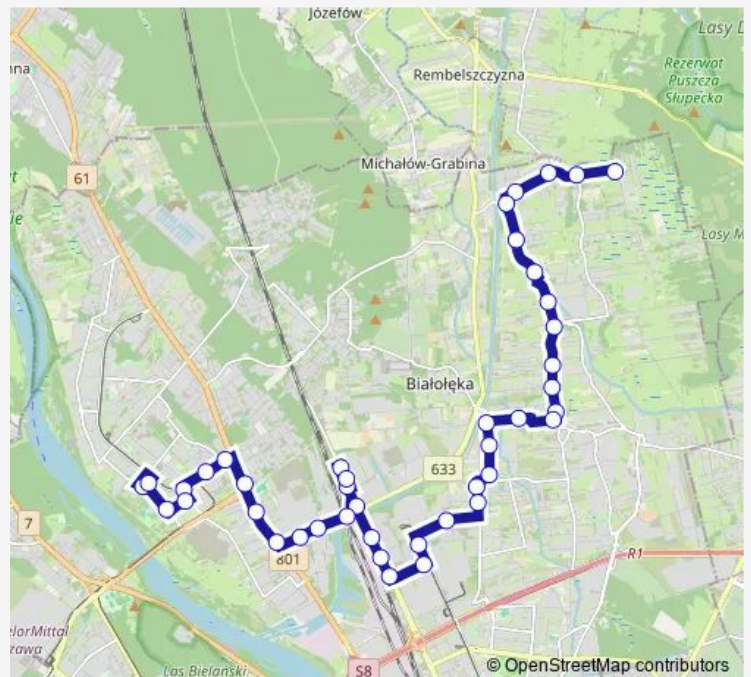 Józefów
Lasy
Rembelszczyzna
Rezerwat
Puszcza
Słupecka
Michałów-Grabina
61
Lasy
Białołęka
633
7
801
R1
Las Bielański
S8
© OpenStreetMap contributors